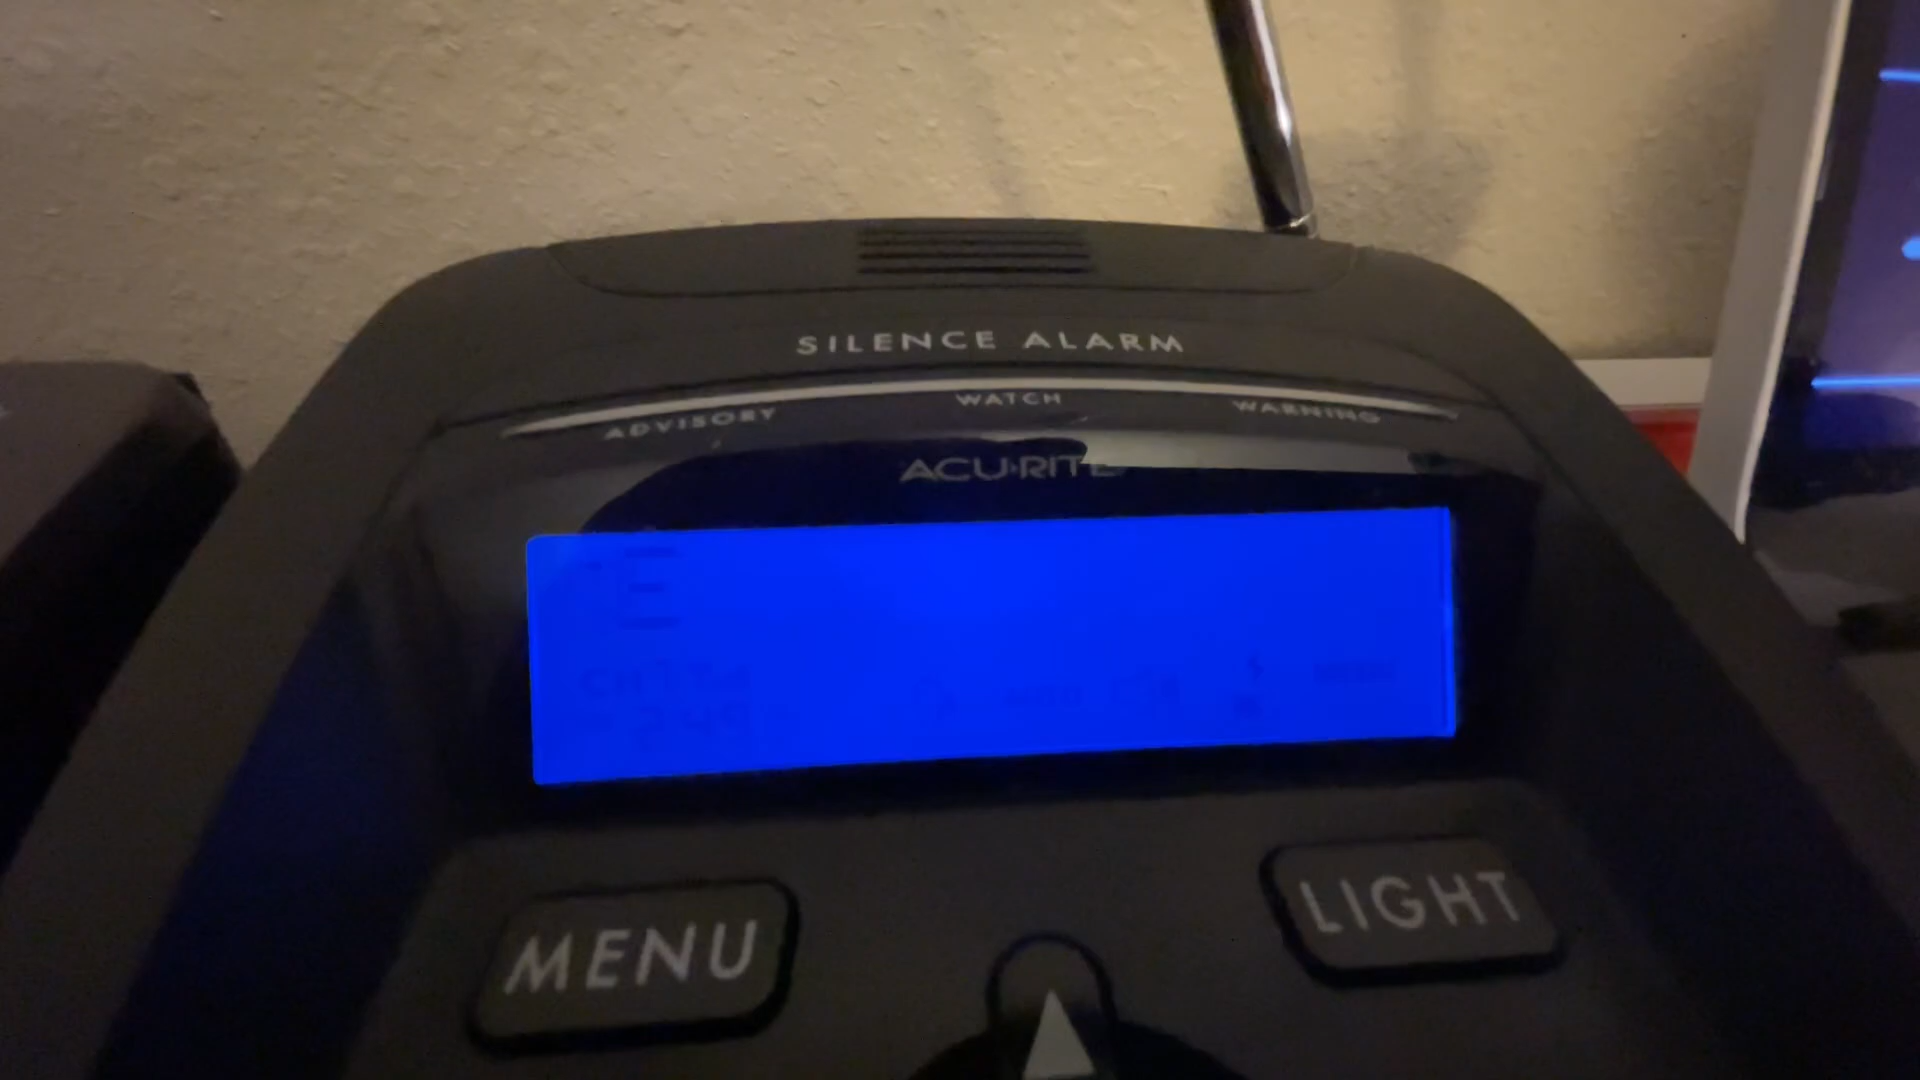 SILENCE ALARM
ADVISORY WATCH WARNING
ACU·RITE
MENU
LIGHT